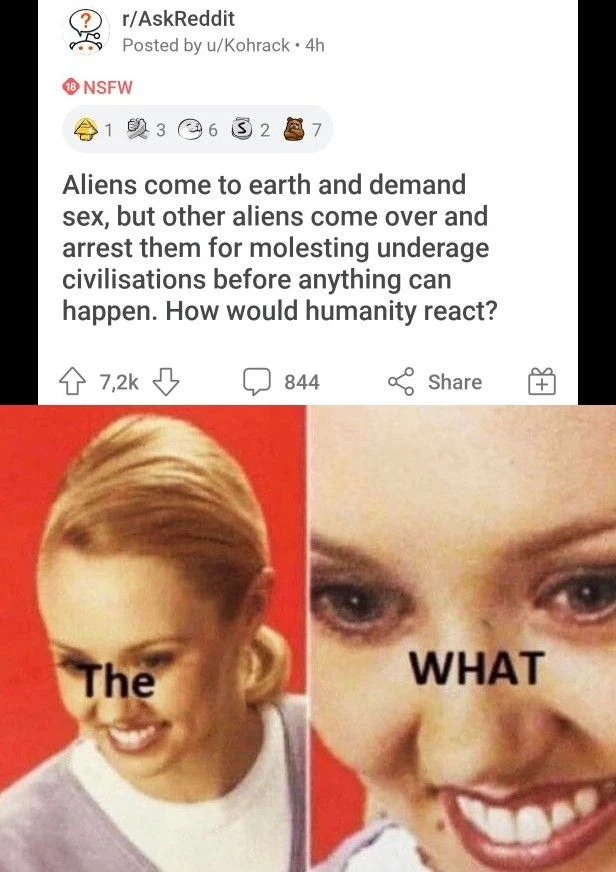 r/AskReddit
Posted by u/Kohrack • 4h
18 NSFW
1 3 6 S 2 7
Aliens come to earth and demand
sex, but other aliens come over and
arrest them for molesting underage
civilisations before anything can
happen. How would humanity react?
7,2k 844 Share
The WHAT